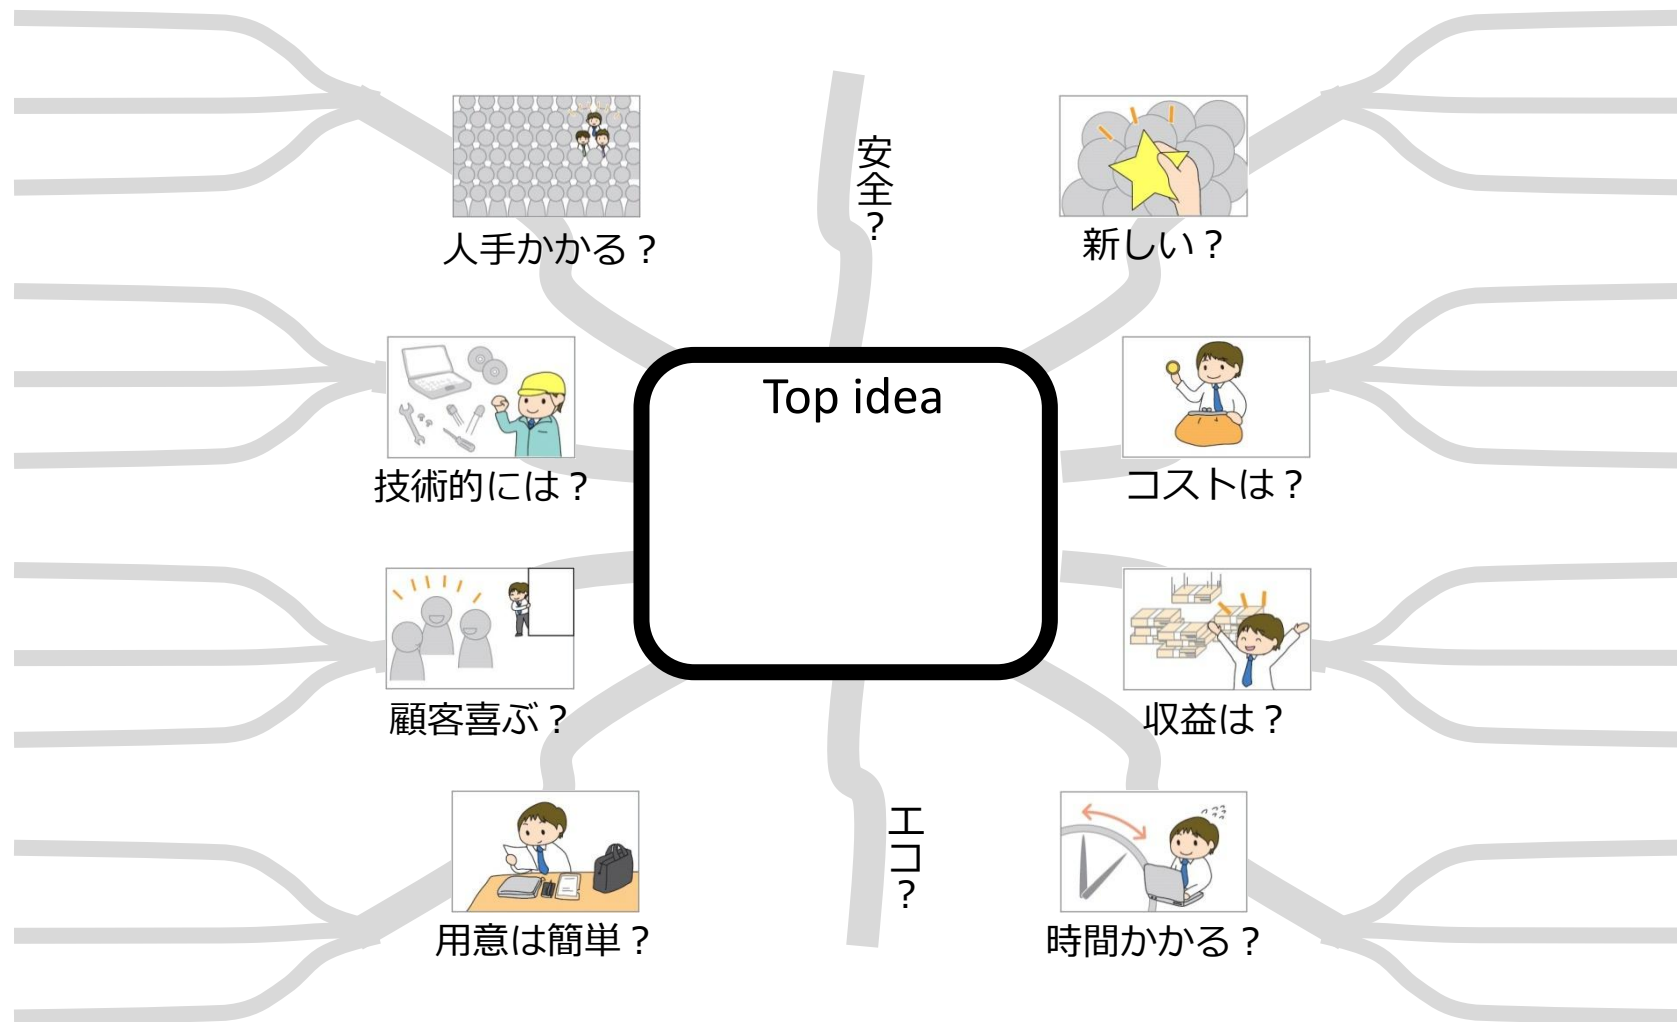 安全？
人手かかる？
新しい？
Top idea
技術的には？
コストは？
顧客喜ぶ？
収益は？
エコ？
用意は簡単？
時間かかる？